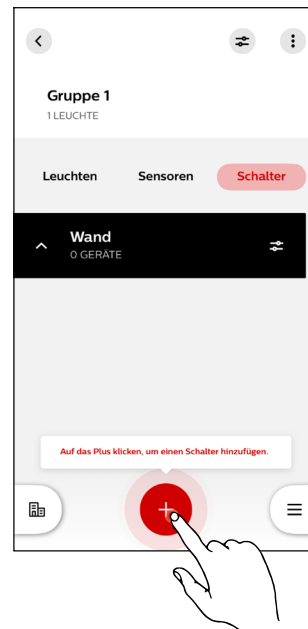 Gruppe 1
1 LEUCHTE
Leuchten Sensoren Schalter
Wand
0 GERÄTE
Auf das Plus klicken, um einen Schalter hinzufügen.